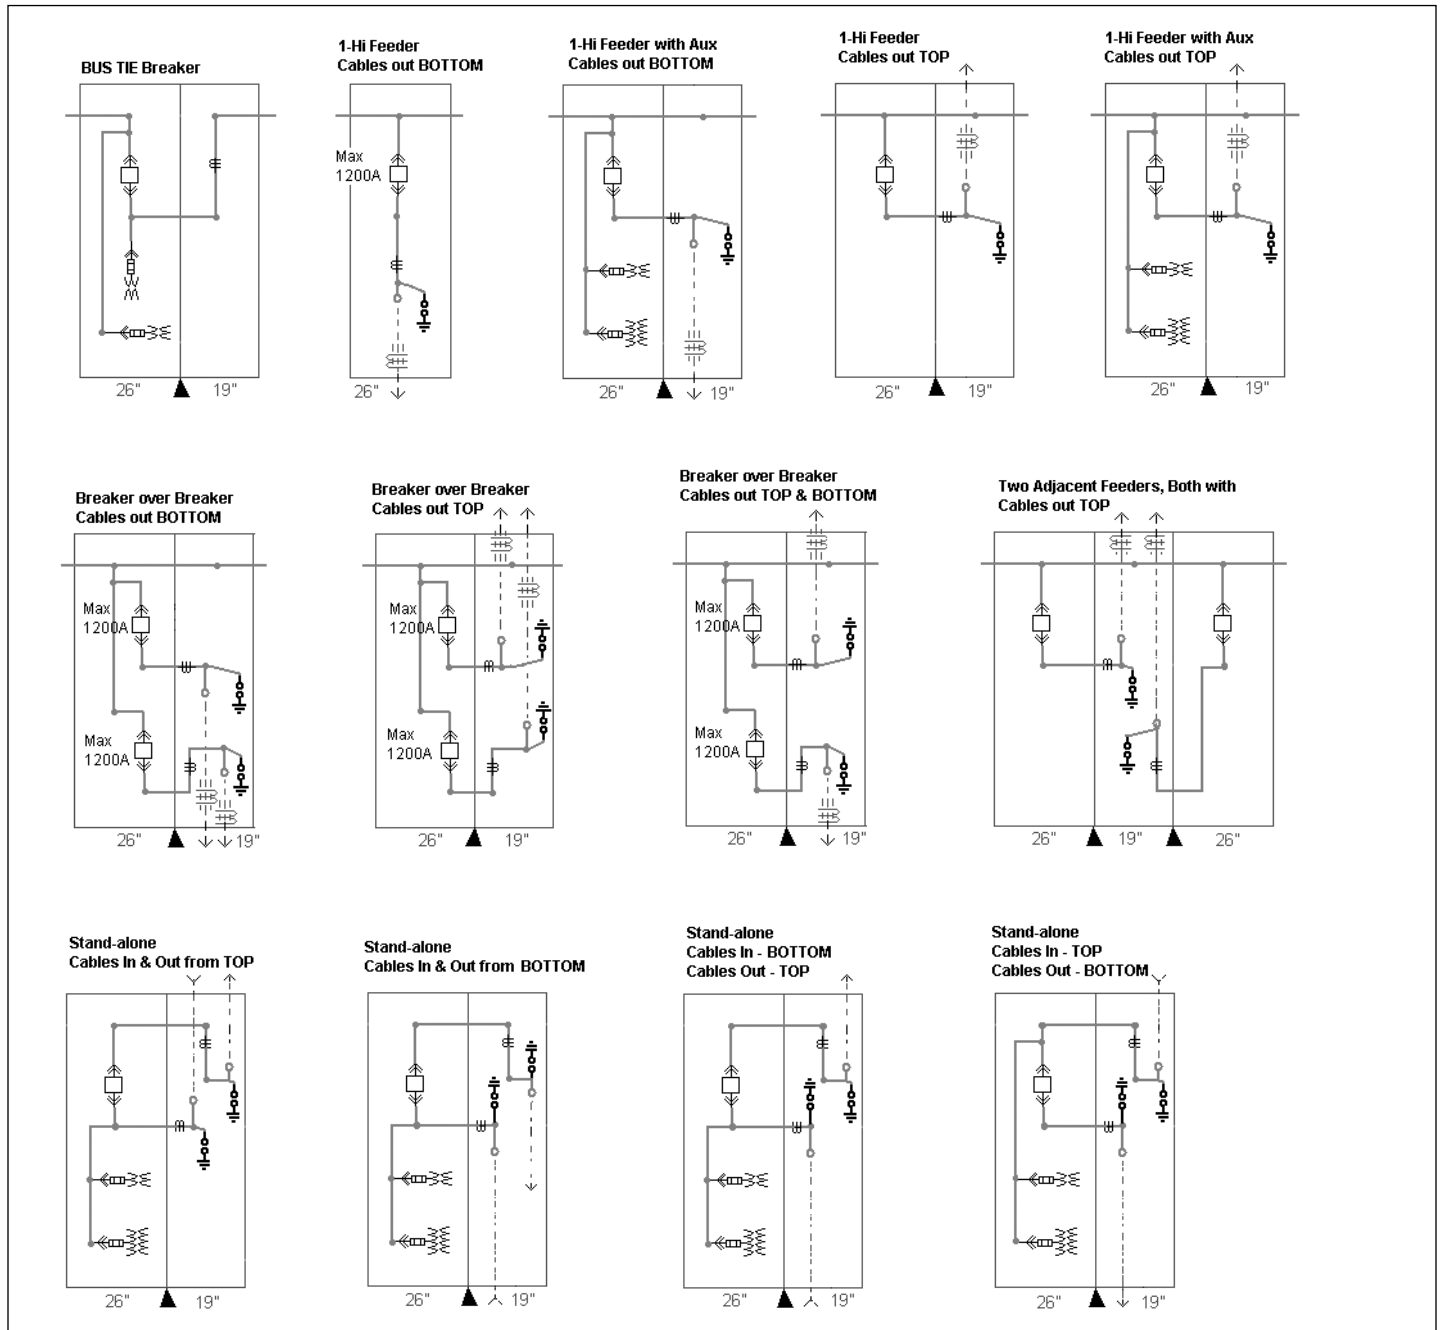 BUS TIE Breaker
26" 19"
1-Hi Feeder
Cables out BOTTOM
Max
1200A
26"
1-Hi Feeder with Aux
Cables out BOTTOM
26" 19"
1-Hi Feeder
Cables out TOP
26" 19"
1-Hi Feeder with Aux
Cables out TOP
26" 19"
Breaker over Breaker
Cables out BOTTOM
Max
1200A
Max
1200A
26" 19"
Breaker over Breaker
Cables out TOP
Max
1200A
Max
1200A
26" 19"
Breaker over Breaker
Cables out TOP & BOTTOM
Max
1200A
Max
1200A
26" 19"
Two Adjacent Feeders, Both with
Cables out TOP
26" 19" 26"
Stand-alone
Cables In & Out from TOP
26" 19"
Stand-alone
Cables In & Out from BOTTOM
26" 19"
Stand-alone
Cables In - BOTTOM
Cables Out - TOP
26" 19"
Stand-alone
Cables In - TOP
Cables Out - BOTTOM
26" 19"